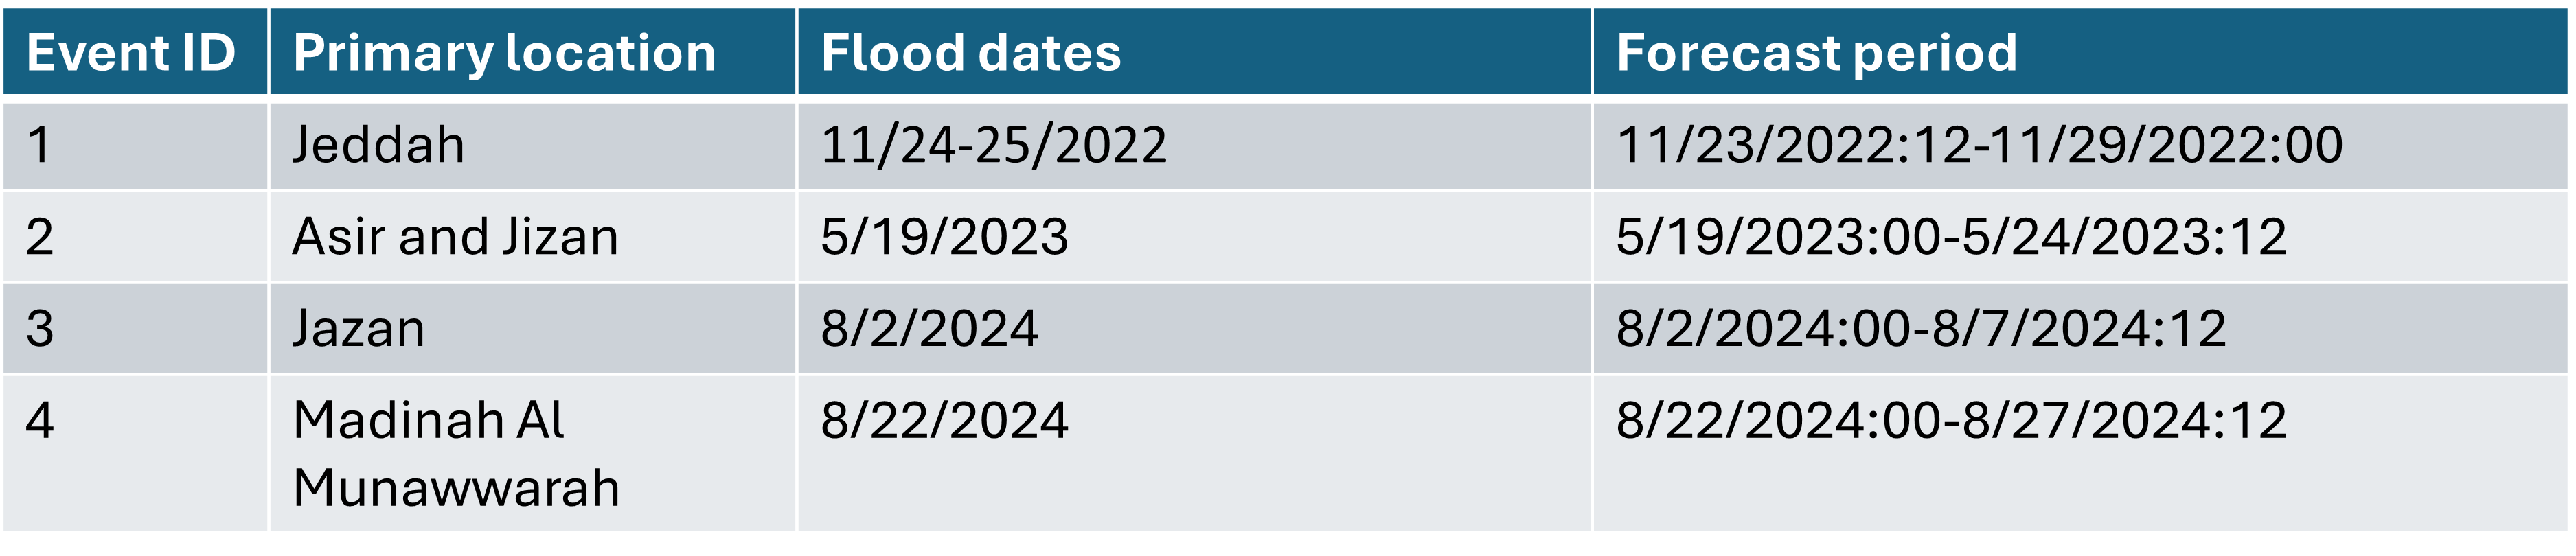 Event ID Primary location Flood dates Forecast period
1 Jeddah 11/24-25/2022 11/23/2022:12-11/29/2022:00
2 Asir and Jizan 5/19/2023 5/19/2023:00-5/24/2023:12
3 Jazan 8/2/2024 8/2/2024:00-8/7/2024:12
4 Madinah Al 8/22/2024 8/22/2024:00-8/27/2024:12
Munawwarah